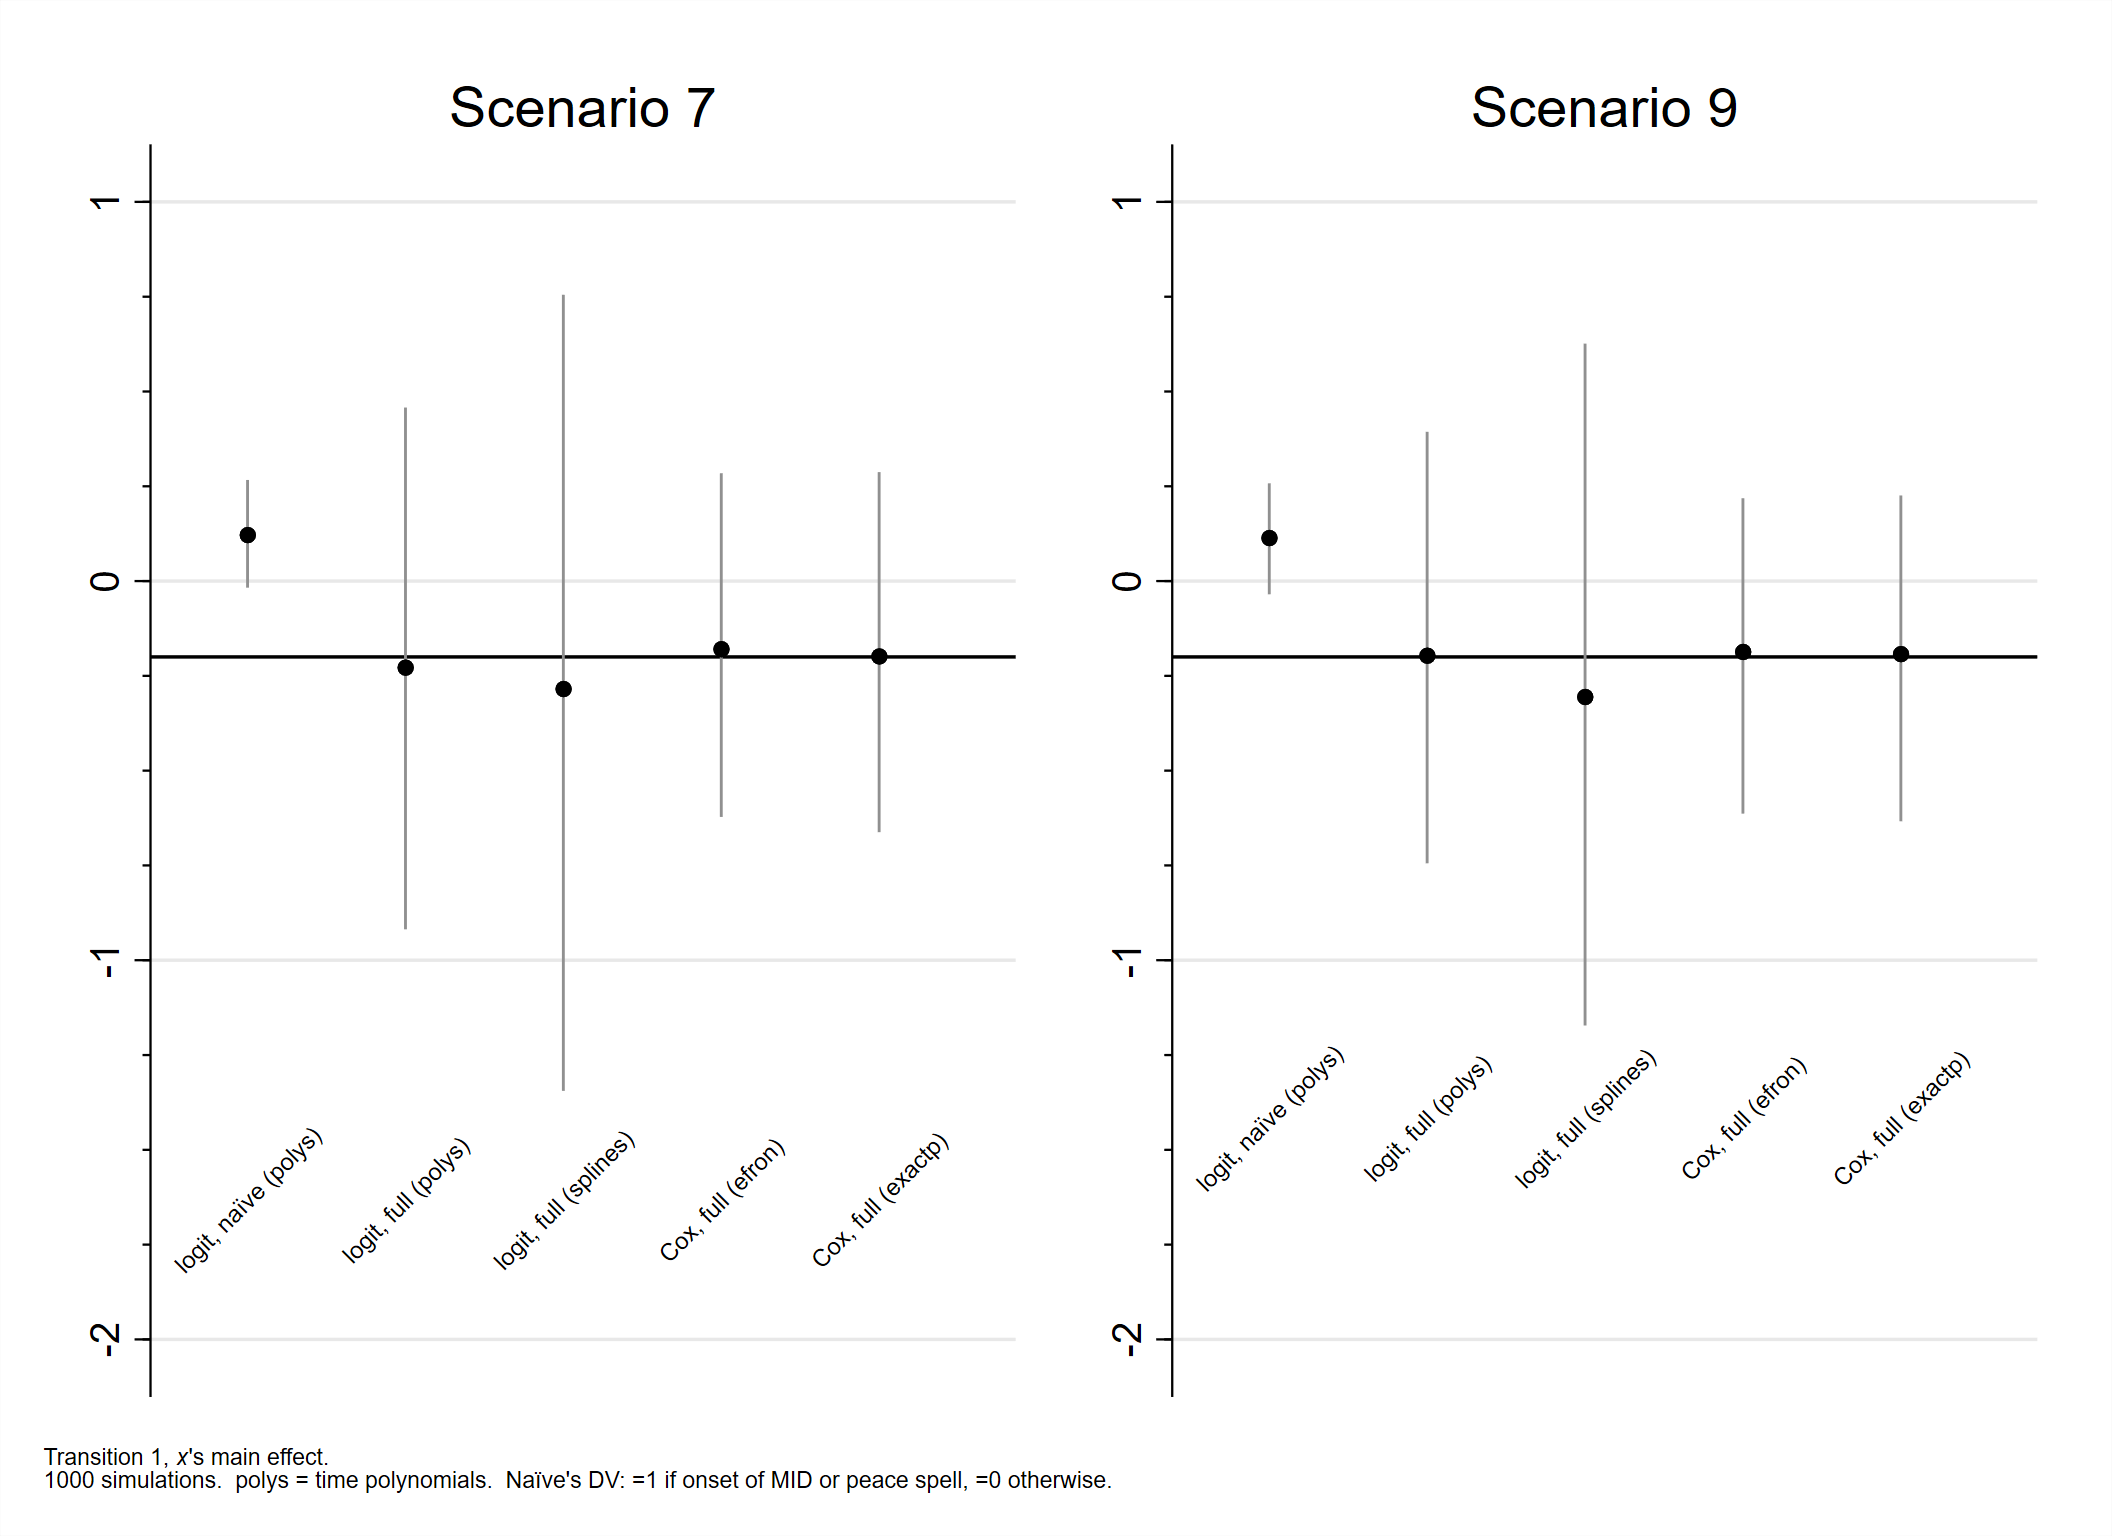 Scenario 7
1
0
-1
-2
logit, naïve (polys)
logit, full (polys)
logit, full (splines)
Cox, full (efron)
Cox, full (exactp)
Scenario 9
1
0
-1
-2
logit, naïve (polys)
logit, full (polys)
logit, full (splines)
Cox, full (efron)
Cox, full (exactp)
Transition 1, x's main effect.
1000 simulations.  polys = time polynomials.  Naïve's DV: =1 if onset of MID or peace spell, =0 otherwise.